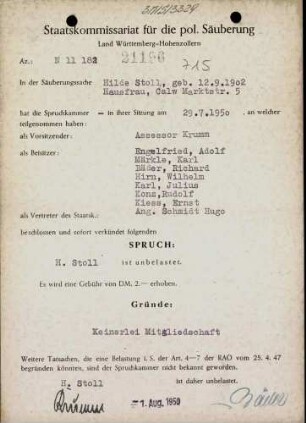 Staatskommissariat für die pol. Säuberung
Land Württemberg-Hohenzollern
Az.: N 11 182 21196
715
In der Säuberungssache Hilde Stoll, geb. 12.9.1902
Hausfrau, Calw Marktstr. 5
hat die Spruchkammer — in ihrer Sitzung am 29.7.1950, an welcher
teilgenommen haben:
als Vorsitzender: Assessor Krumm
als Beisitzer: Engelfried, Adolf
Märkle, Karl
Bäder, Richard
Hirn, Wilhelm
Karl, Julius
Konz, Rudolf
Kiess, Ernst
als Vertreter des Staatsk.: Ang. Schmidt Hugo
beschlossen und sofort verkündet folgenden
SPRUCH:
H. Stoll ist unbelastet.
Es wird eine Gebühr von DM. 2.— erhoben.
Gründe:
Keinerlei Mitgliedschaft
Weitere Tatsachen, die eine Belastung i. S. der Art. 4—7 der RAO vom 25. 4. 47
begründen könnten, sind der Spruchkammer nicht bekannt geworden.
H. Stoll ist daher unbelastet.
Krumm -1. Aug. 1950 Bäder